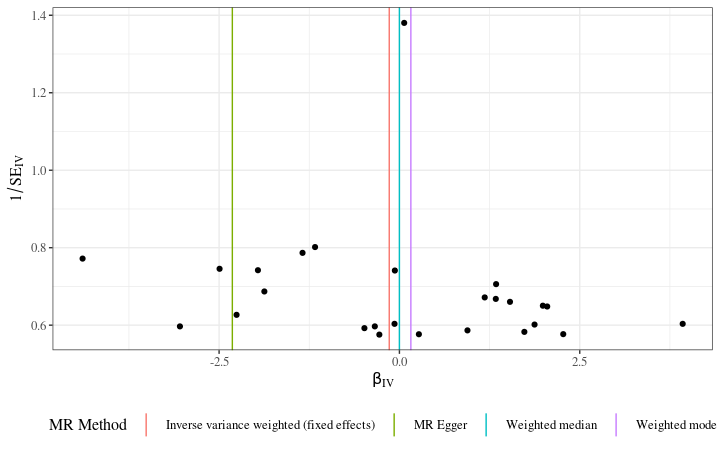 1.4
1.2
1.0
0.8
0.6
1/SE_IV
-2.5
0.0
2.5
β_IV
MR Method
Inverse variance weighted (fixed effects)
MR Egger
Weighted median
Weighted mode